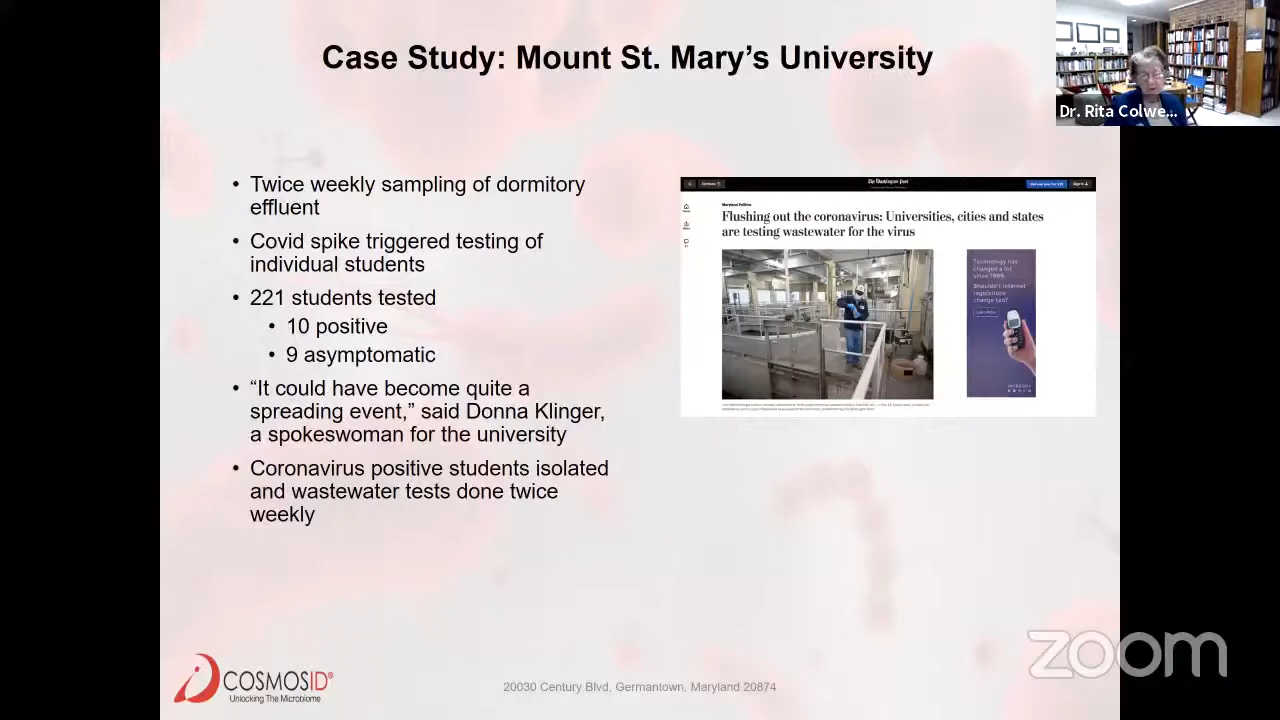 Case Study: Mount St. Mary's University
Dr. Rita Colwe...
• Twice weekly sampling of dormitory
effluent
• Covid spike triggered testing of
individual students
• 221 students tested
• 10 positive
• 9 asymptomatic
• “It could have become quite a
spreading event,” said Donna Klinger,
a spokeswoman for the university
• Coronavirus positive students isolated
and wastewater tests done twice
weekly
The Washington Post
Sign in
Maryland Politics
Flushing out the coronavirus: Universities, cities and states
are testing wastewater for the virus
Technology has
changed a lot
since 1996.
Shouldn't internet
regulations
change too?
Learn More
FACEBOOK
COSMOSID®
Unlocking The Microbiome
20030 Century Blvd, Germantown, Maryland 20874
zoom